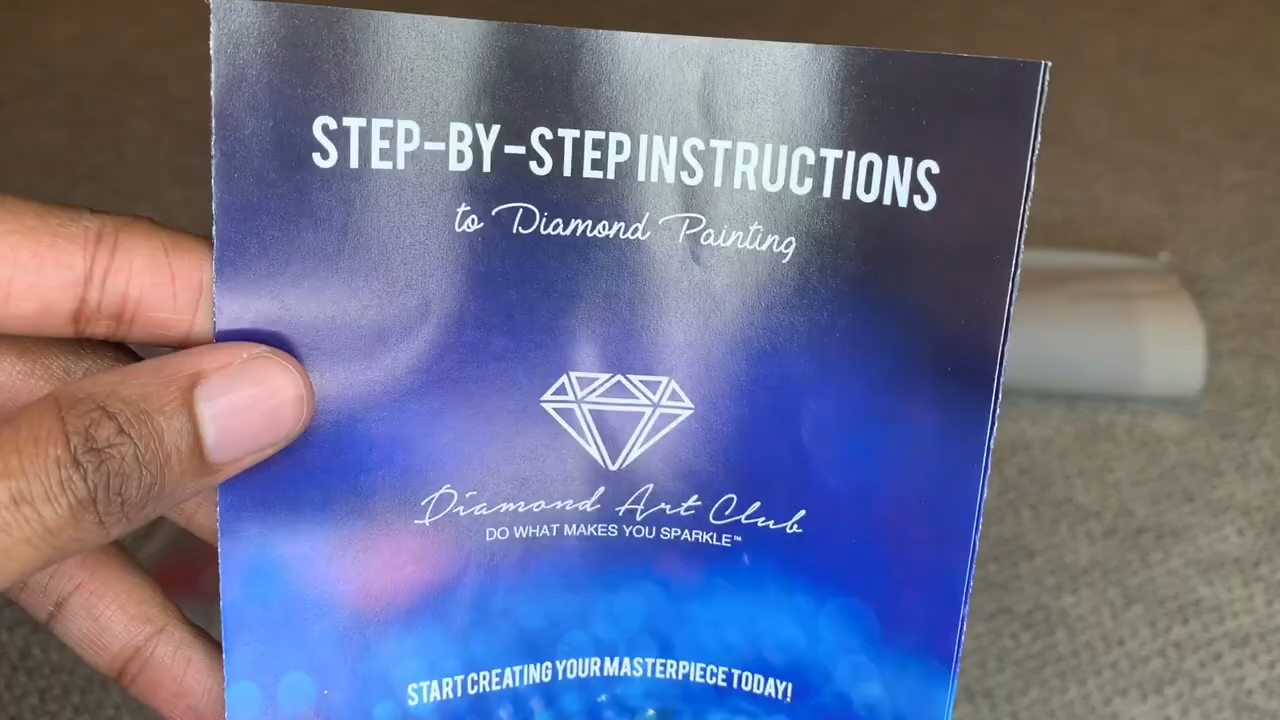 STEP-BY-STEP INSTRUCTIONS
to Diamond Painting
Diamond Art Club
DO WHAT MAKES YOU SPARKLE™
START CREATING YOUR MASTERPIECE TODAY!